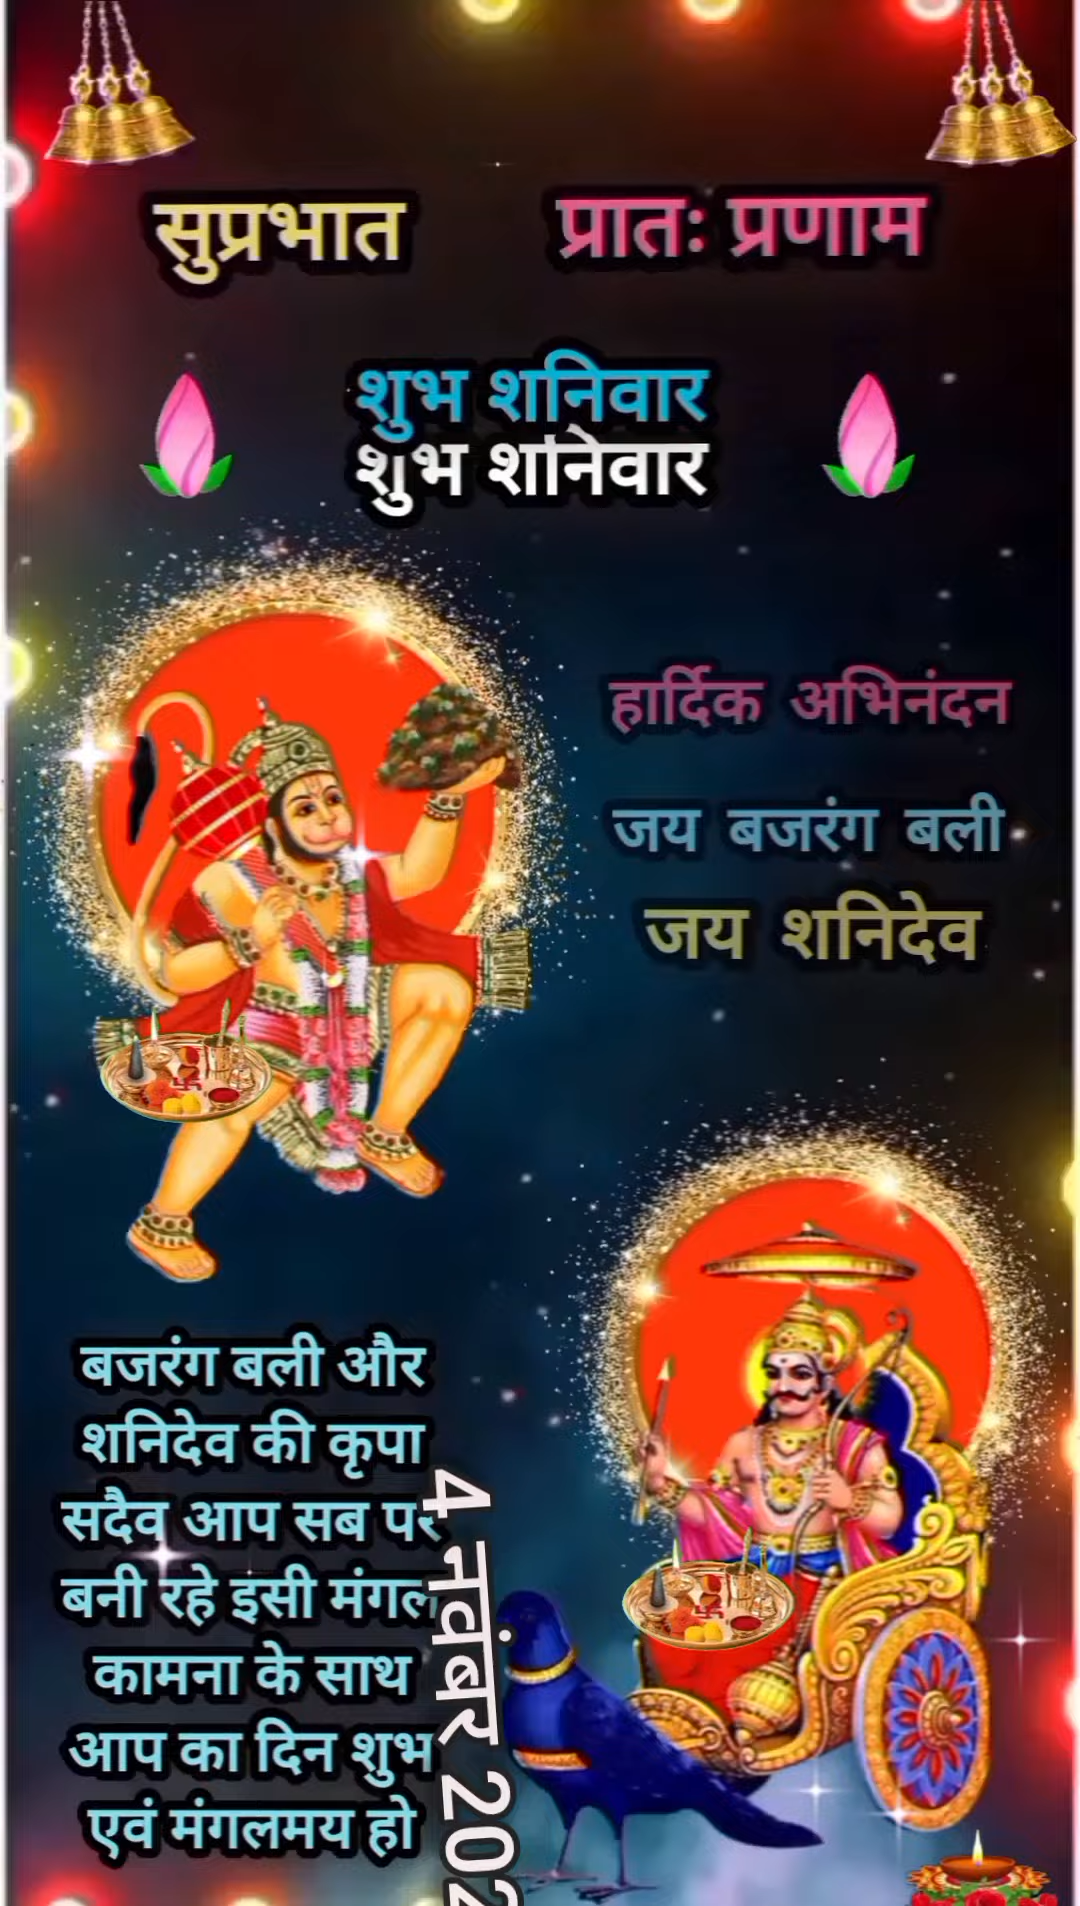 सुप्रभात प्रातः प्रणाम
शुभ शनिवार
शुभ शनिवार
हार्दिक अभिनंदन
जय बजरंग बली
जय शनिदेव
बजरंग बली और
शनिदेव की कृपा
सदैव आप सब पर
बनी रहे इसी मंगल
कामना के साथ
आप का दिन शुभ
एवं मंगलमय हो
4 नवंबर 202